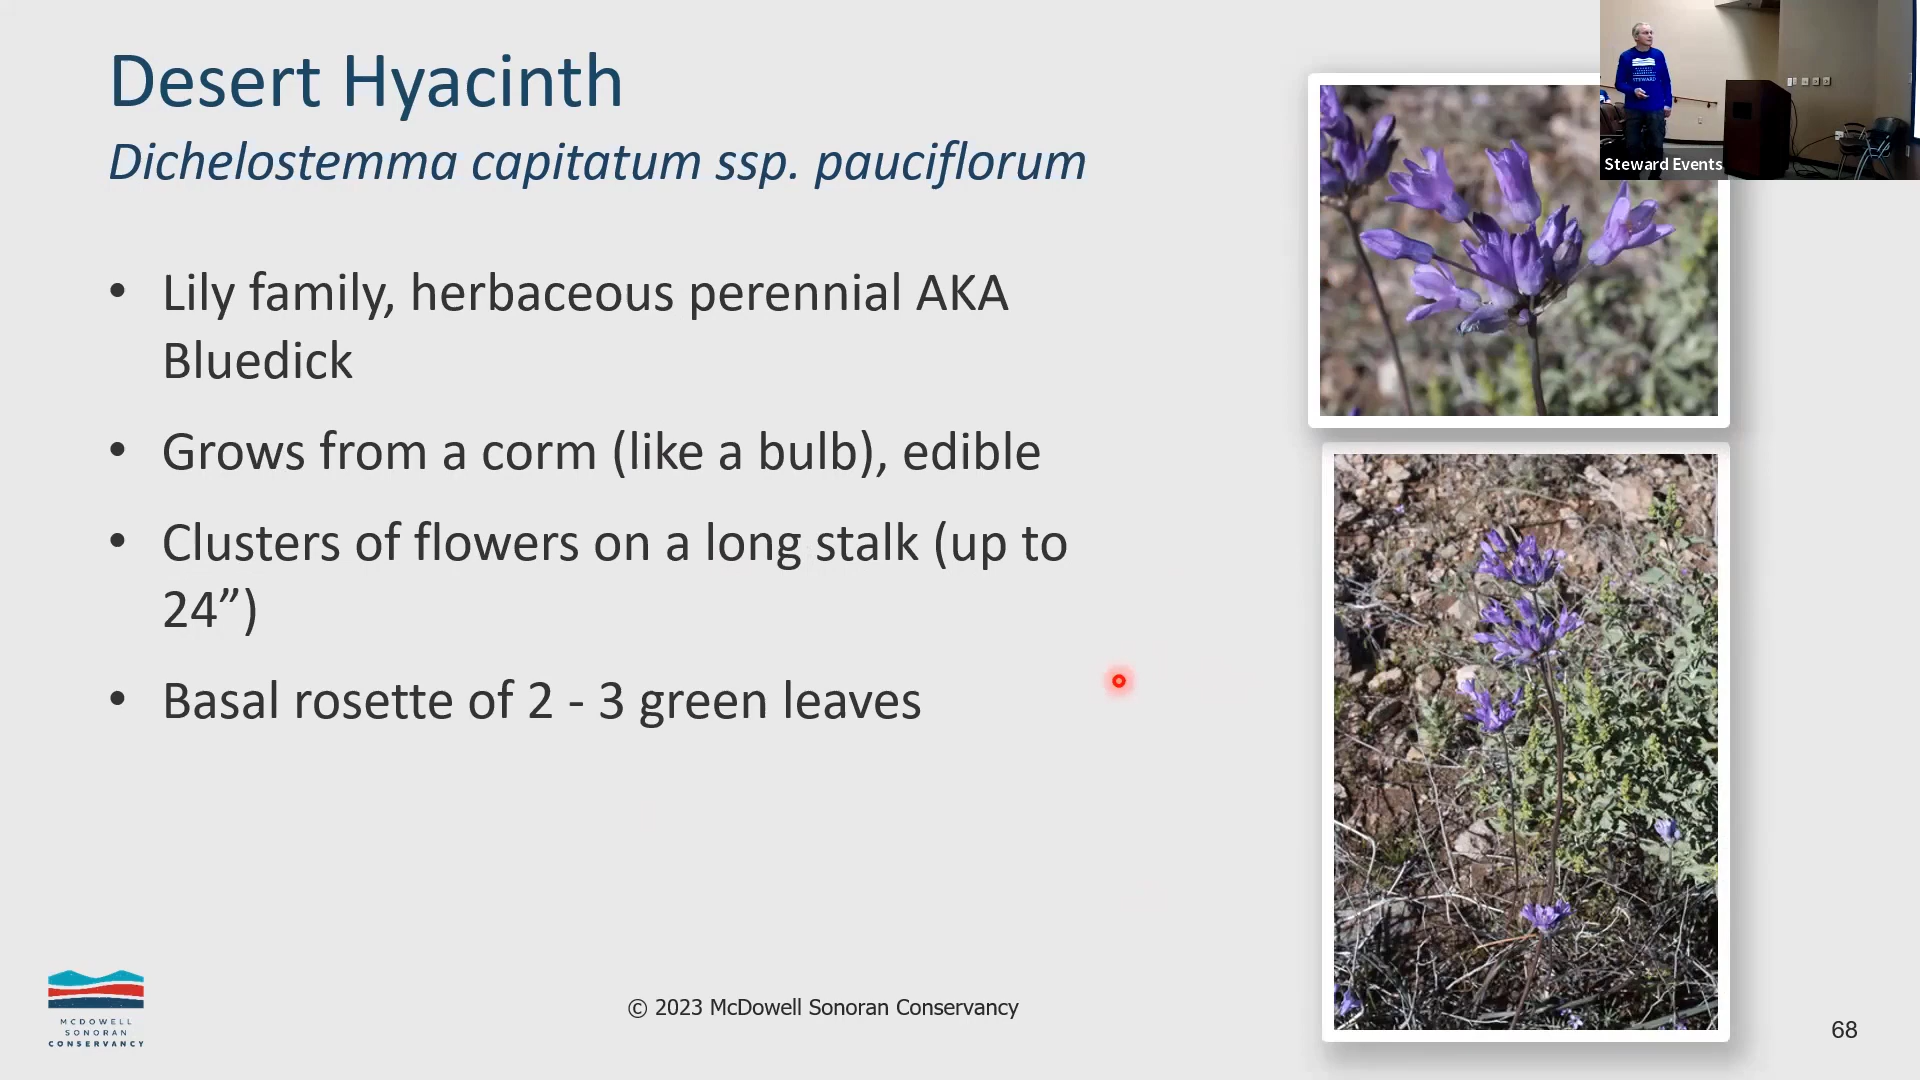 Desert Hyacinth
Dichelostemma capitatum ssp. pauciflorum
• Lily family, herbaceous perennial AKA
Bluedick
• Grows from a corm (like a bulb), edible
• Clusters of flowers on a long stalk (up to
24”)
• Basal rosette of 2 - 3 green leaves
STEWARD
Steward Events
MCDOWELL
SONORAN
CONSERVANCY
© 2023 McDowell Sonoran Conservancy
68